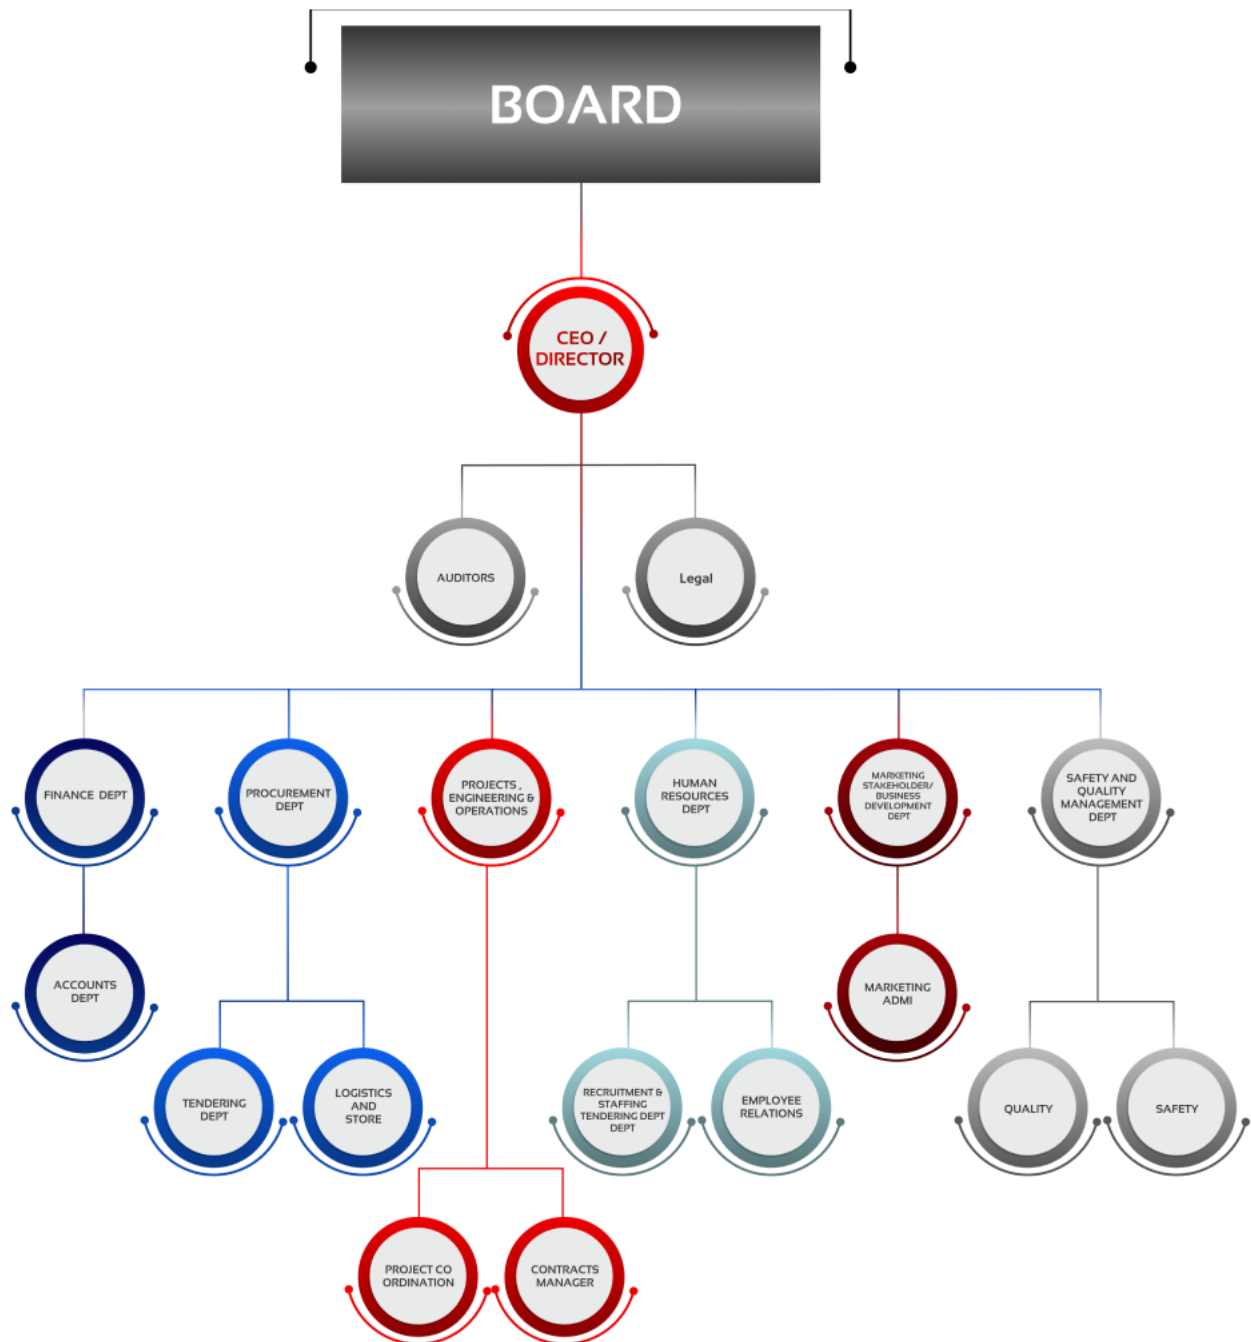 BOARD
CEO /
DIRECTOR
AUDITORS
Legal
FINANCE DEPT
PROCUREMENT
DEPT
PROJECTS ,
ENGINEERING &
OPERATIONS
HUMAN
RESOURCES
DEPT
MARKETING
STAKEHOLDER/
BUSINESS
DEVELOPMENT
DEPT
SAFETY AND
QUALITY
MANAGEMENT
DEPT
ACCOUNTS
DEPT
MARKETING
ADMI
TENDERING
DEPT
LOGISTICS
AND
STORE
RECRUITMENT &
STAFFING
TENDERING DEPT
DEPT
EMPLOYEE
RELATIONS
QUALITY
SAFETY
PROJECT CO
ORDINATION
CONTRACTS
MANAGER